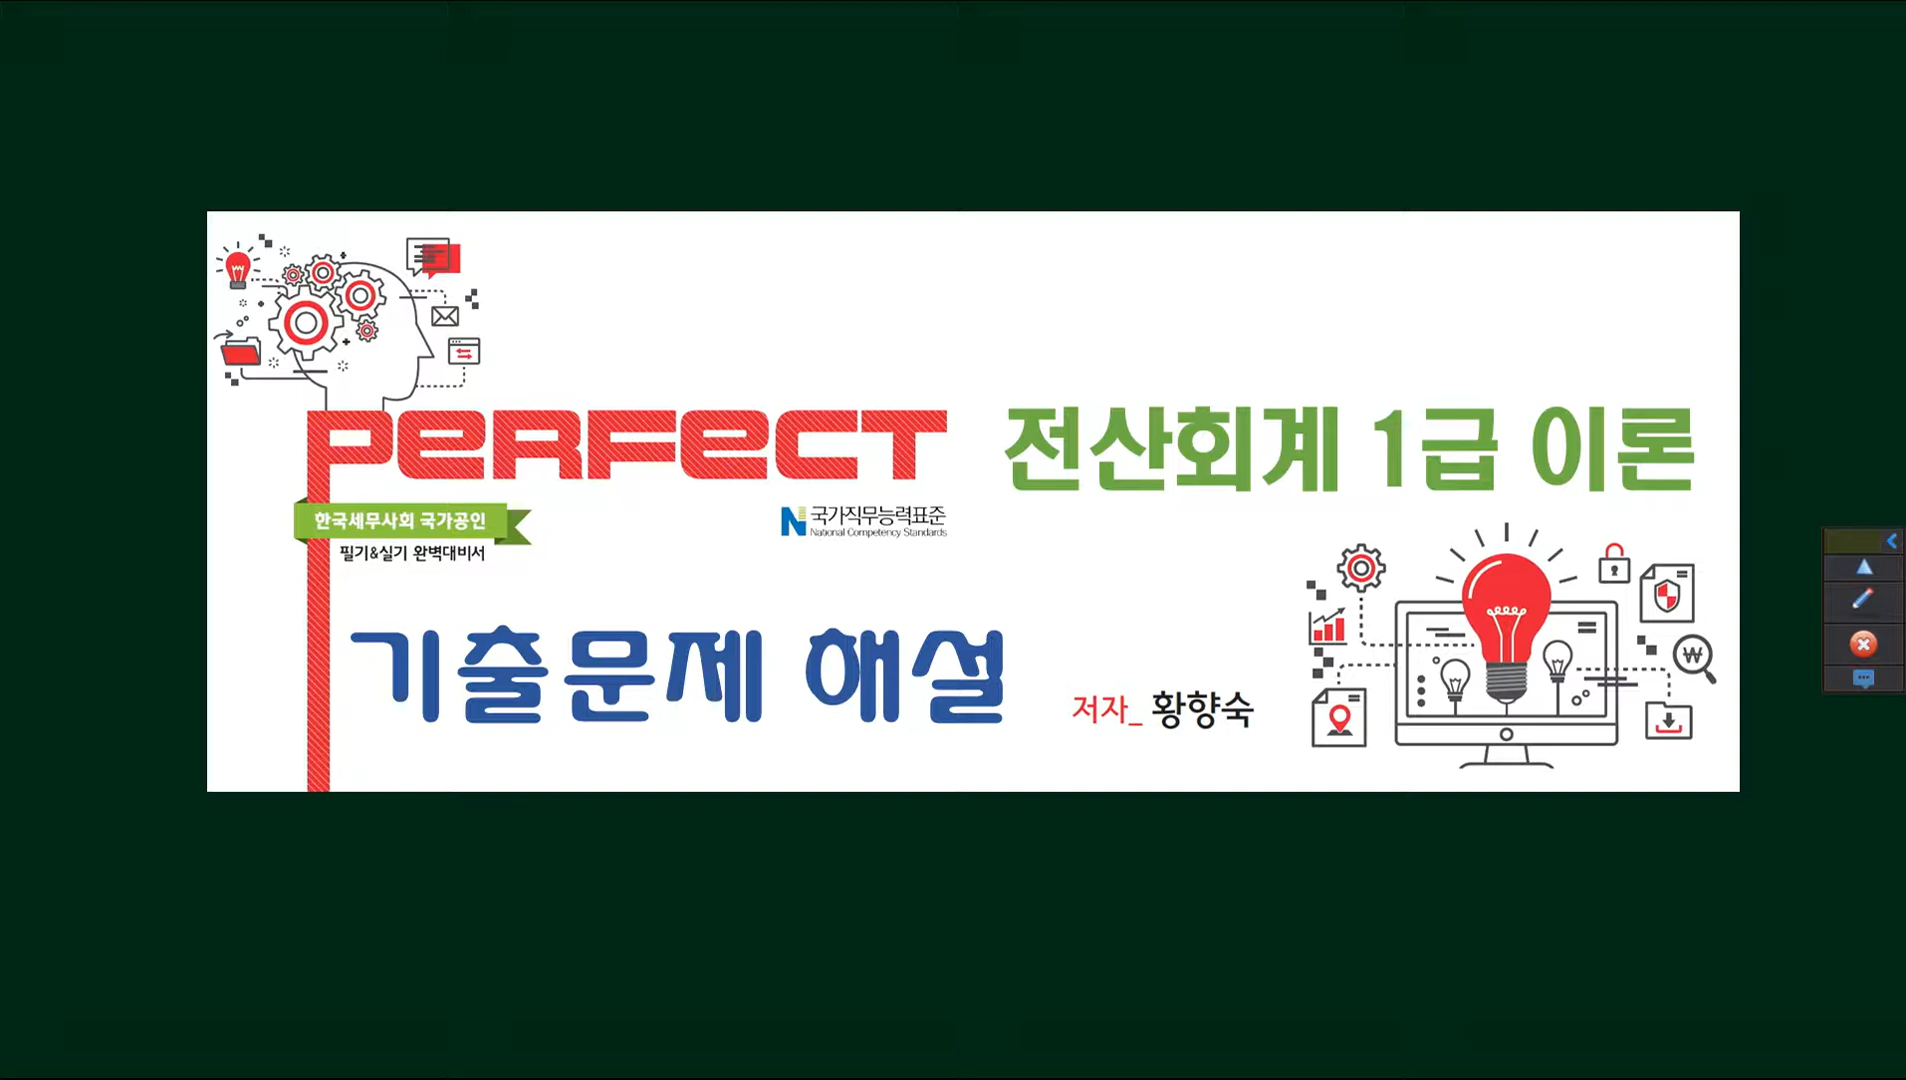 PERFECT 전산회계 1급 이론
한국세무사회 국가공인
필기&실기 완벽대비서
N 국가직무능력표준
National Competency Standards
기출문제 해설
저자_ 황향숙